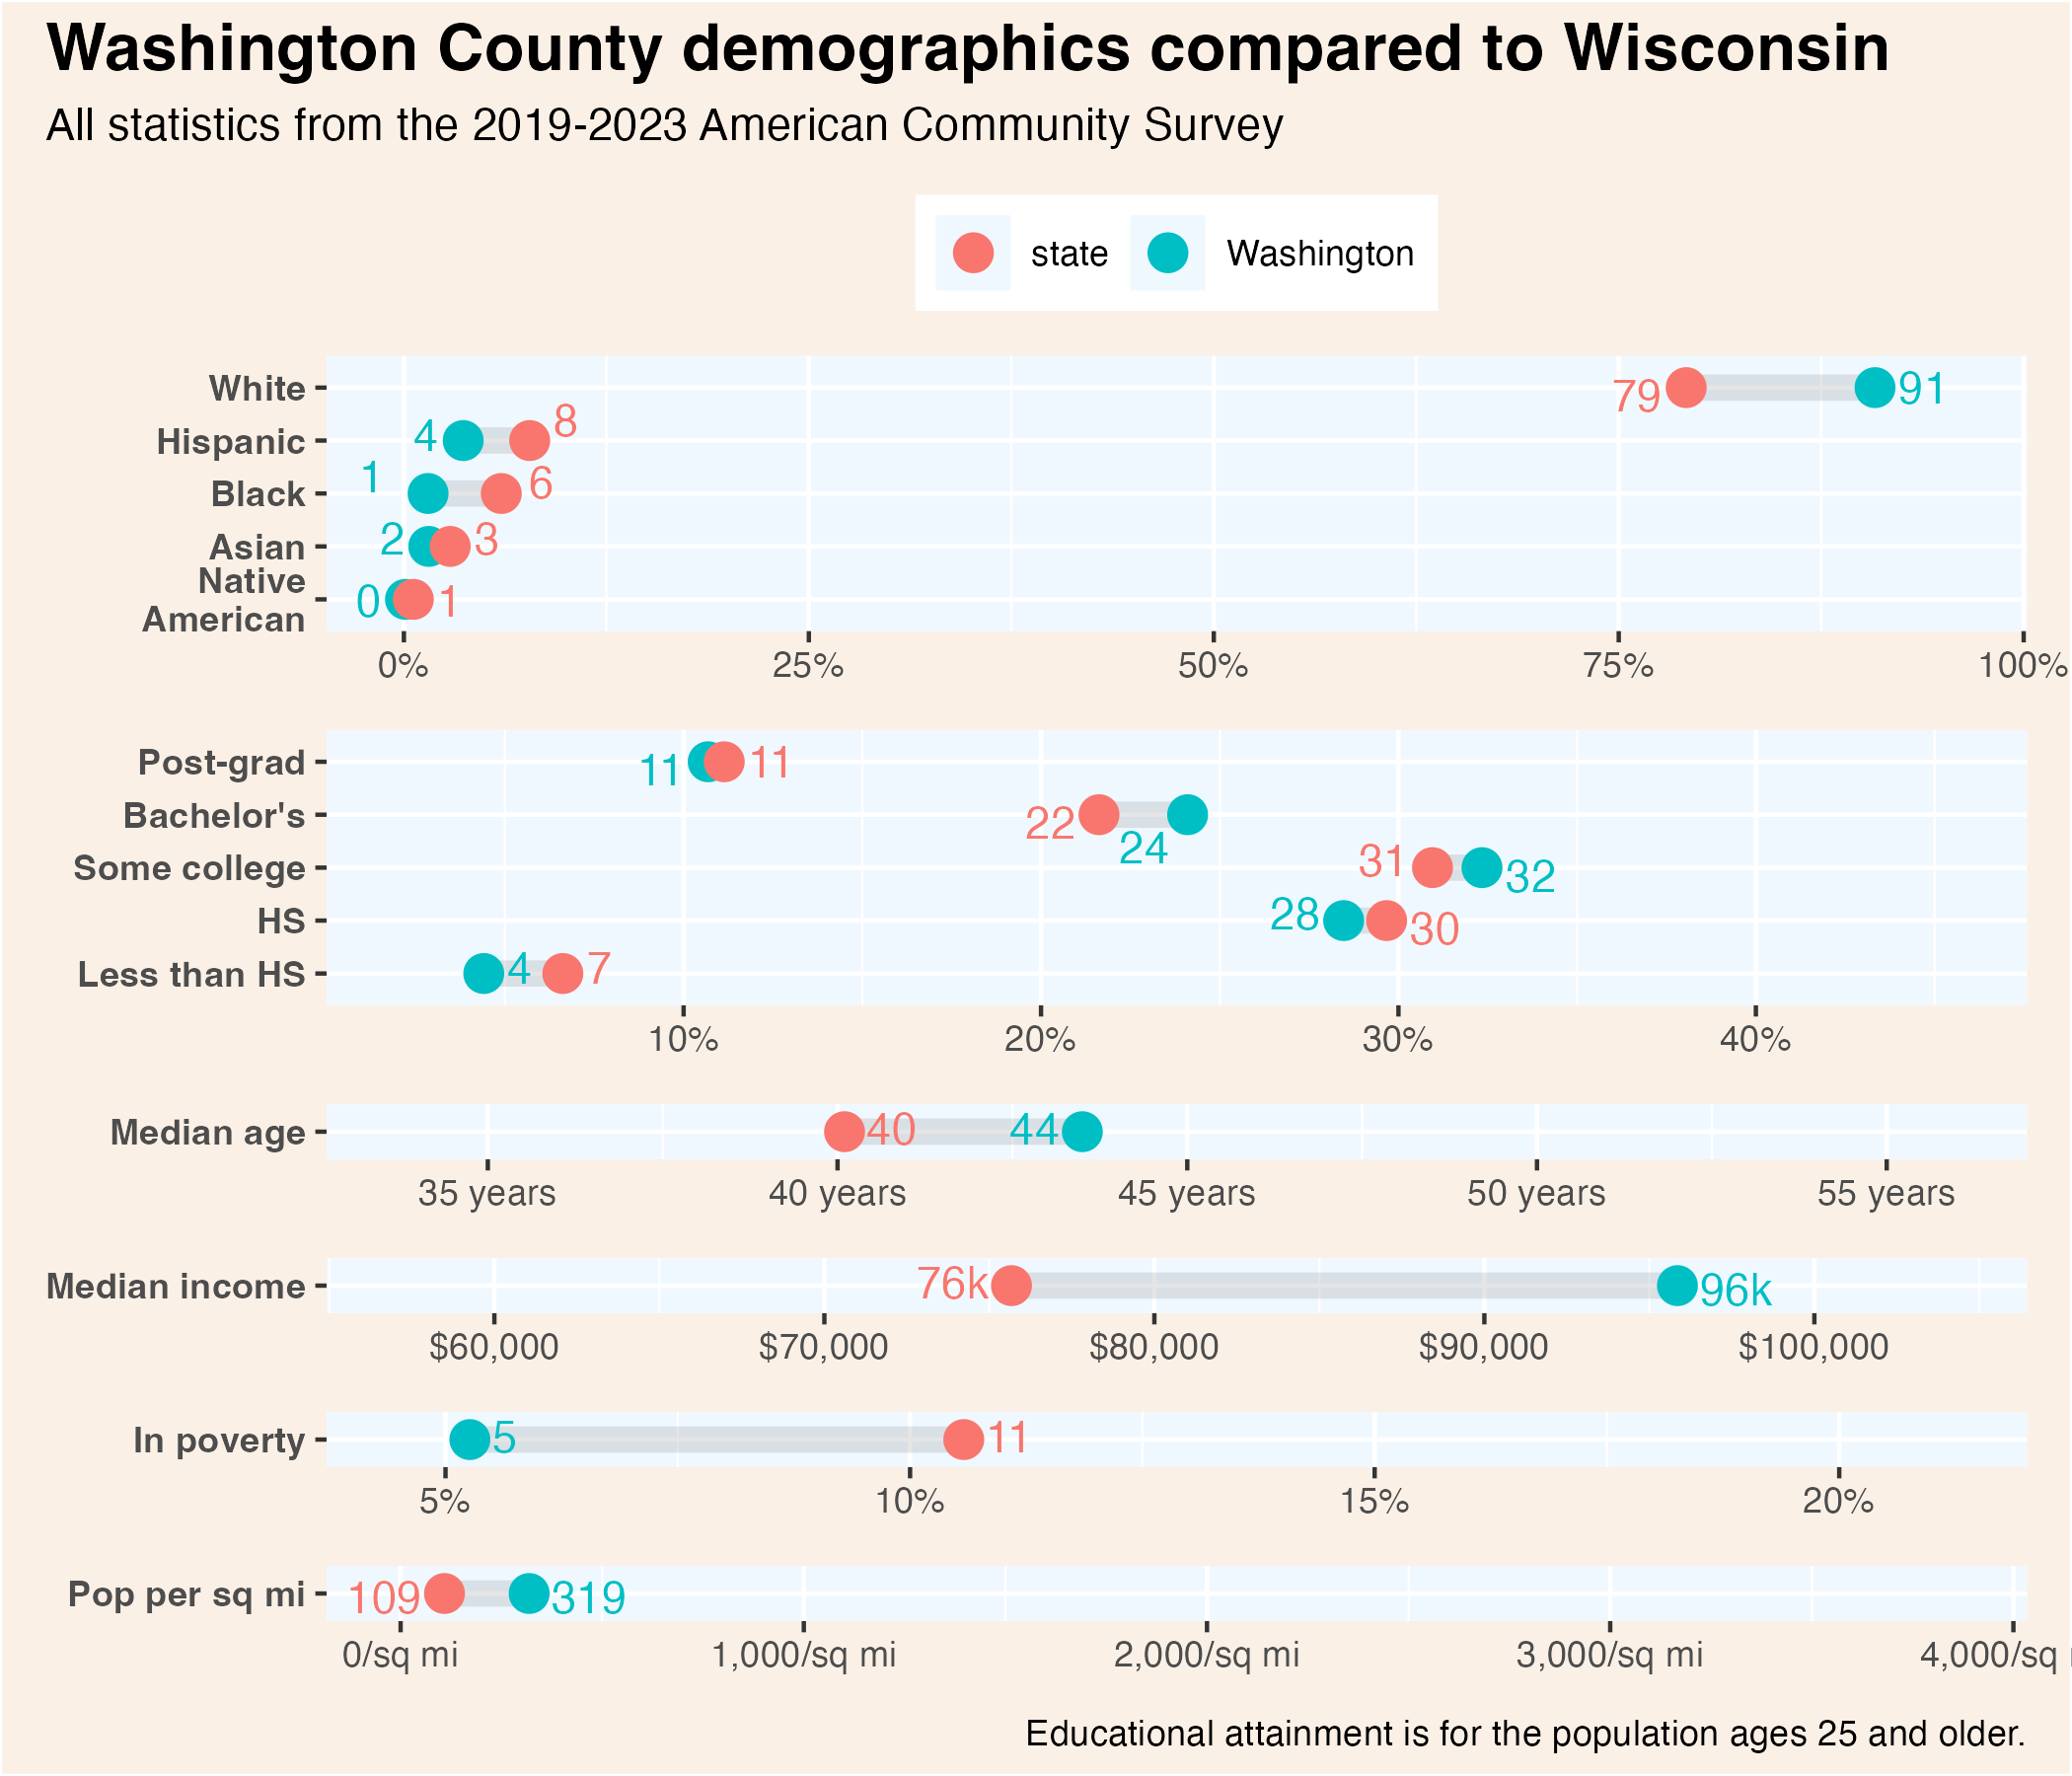 Washington County demographics compared to Wisconsin
All statistics from the 2019-2023 American Community Survey
state Washington
White 79 91
Hispanic 4 8
Black 1 6
Asian 2 3
Native
American 0 1
0% 25% 50% 75% 100%
Post-grad 11 11
Bachelor's 22 24
Some college 31 32
HS 28 30
Less than HS 4 7
10% 20% 30% 40%
Median age 40 44
35 years 40 years 45 years 50 years 55 years
Median income 76k 96k
$60,000 $70,000 $80,000 $90,000 $100,000
In poverty 5 11
5% 10% 15% 20%
Pop per sq mi 109 319
0/sq mi 1,000/sq mi 2,000/sq mi 3,000/sq mi 4,000/sq
Educational attainment is for the population ages 25 and older.